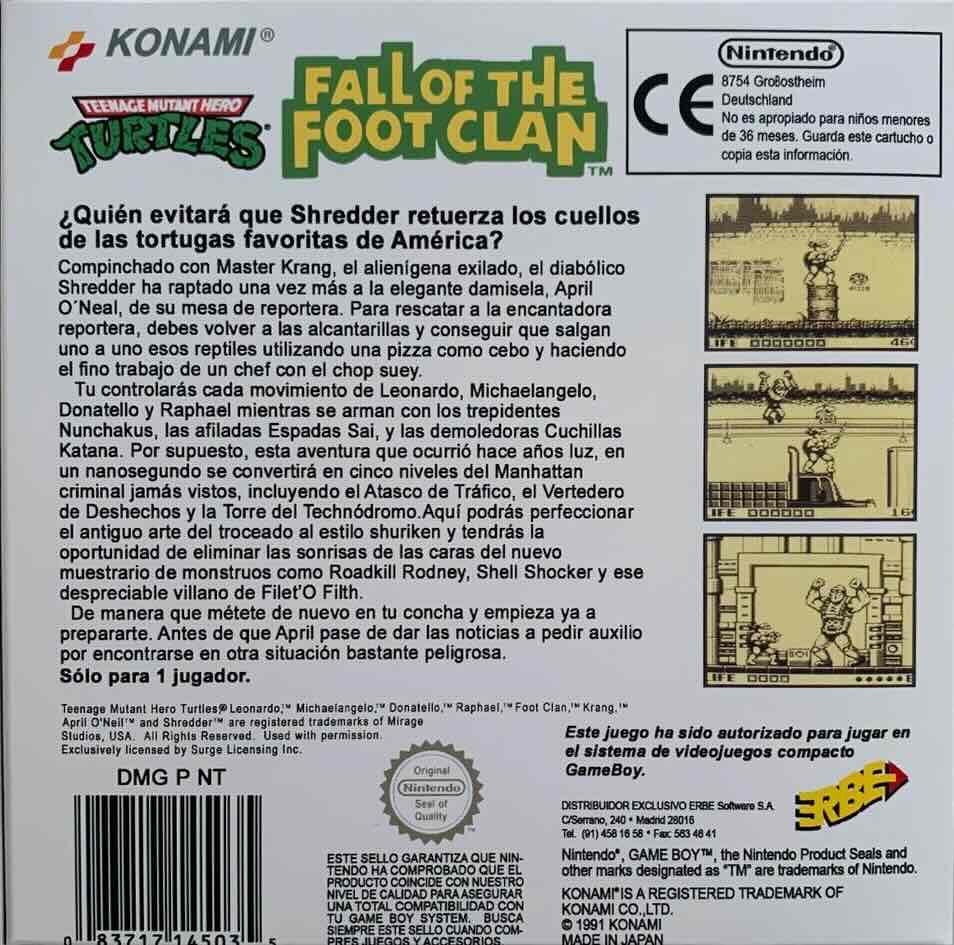 KONAMI®
TEENAGE MUTANT HERO
TURTLES®
FALL OF THE
FOOT CLAN™
Nintendo®
CE
8754 Großostheim
Deutschland
No es apropiado para niños menores
de 36 meses. Guarda este cartucho o
copia esta información.
¿Quién evitará que Shredder retuerza los cuellos
de las tortugas favoritas de América?
Compinchado con Master Krang, el alienígena exilado, el diabólico
Shredder ha raptado una vez más a la elegante damisela, April
O´Neal, de su mesa de reportera. Para rescatar a la encantadora
reportera, debes volver a las alcantarillas y conseguir que salgan
uno a uno esos reptiles utilizando una pizza como cebo y haciendo
el fino trabajo de un chef con el chop suey.
Tu controlarás cada movimiento de Leonardo, Michaelangelo,
Donatello y Raphael mientras se arman con los trepidentes
Nunchakus, las afiladas Espadas Sai, y las demoledoras Cuchillas
Katana. Por supuesto, esta aventura que ocurrió hace años luz, en
un nanosegundo se convertirá en cinco niveles del Manhattan
criminal jamás vistos, incluyendo el Atasco de Tráfico, el Vertedero
de Deshechos y la Torre del Technódromo.Aquí podrás perfeccionar
el antiguo arte del troceado al estilo shuriken y tendrás la
oportunidad de eliminar las sonrisas de las caras del nuevo
muestrario de monstruos como Roadkill Rodney, Shell Shocker y ese
despreciable villano de Filet'O Filth.
De manera que métete de nuevo en tu concha y empieza ya a
prepararte. Antes de que April pase de dar las noticias a pedir auxilio
por encontrarse en otra situación bastante peligrosa.
Sólo para 1 jugador.
IFE 460
IFE 16
IFE
Teenage Mutant Hero Turtles® Leonardo,™ Michaelangelo,™ Donatello,™ Raphael,™ Foot Clan,™ Krang,™
April O'Neil™ and Shredder™ are registered trademarks of Mirage
Studios, USA. All Rights Reserved. Used with permission.
Exclusively licensed by Surge Licensing Inc.
DMG P NT
0 83717 14503 5
Original
Nintendo
Seal of
Quality
™
ESTE SELLO GARANTIZA QUE NIN-
TENDO HA COMPROBADO QUE EL
PRODUCTO COINCIDE CON NUESTRO
NIVEL DE CALIDAD PARA ASEGURAR
UNA TOTAL COMPATIBILIDAD CON
TU GAME BOY SYSTEM. BUSCA
SIEMPRE ESTE SELLO CUANDO COM-
PRES JUEGOS Y ACCESORIOS
Este juego ha sido autorizado para jugar en
el sistema de videojuegos compacto
GameBoy.
DISTRIBUIDOR EXCLUSIVO ERBE Software S.A.
C/Serrano, 240 • Madrid 28016
Tel. (91) 458 16 58 • Fax: 563 46 41
ERBE
Nintendo®, GAME BOY™, the Nintendo Product Seals and
other marks designated as "TM" are trademarks of Nintendo.
KONAMI® IS A REGISTERED TRADEMARK OF
KONAMI CO.,LTD.
© 1991 KONAMI
MADE IN JAPAN